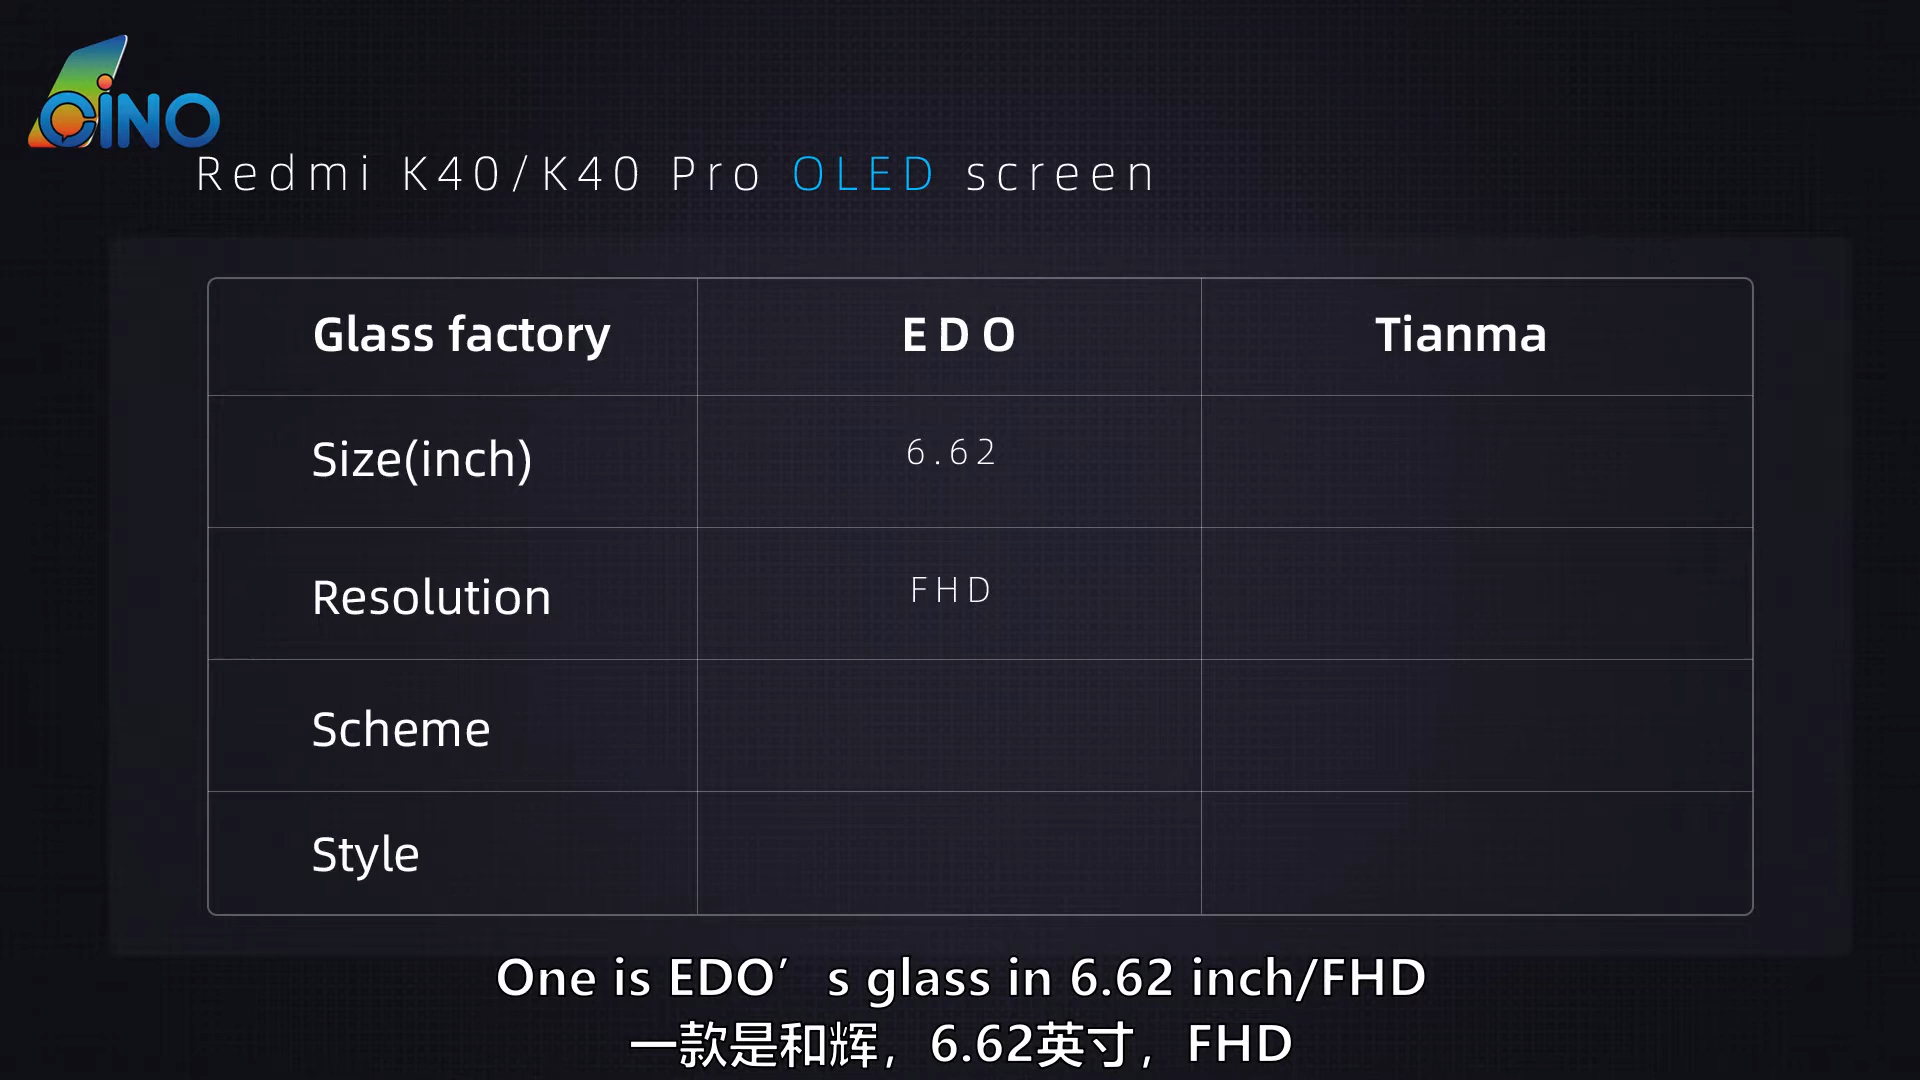 CiNO
Redmi K40/K40 Pro OLED screen
Glass factory EDO Tianma
Size(inch) 6.62
Resolution FHD
Scheme
Style
One is EDO’s glass in 6.62 inch/FHD
一款是和辉，6.62英寸，FHD